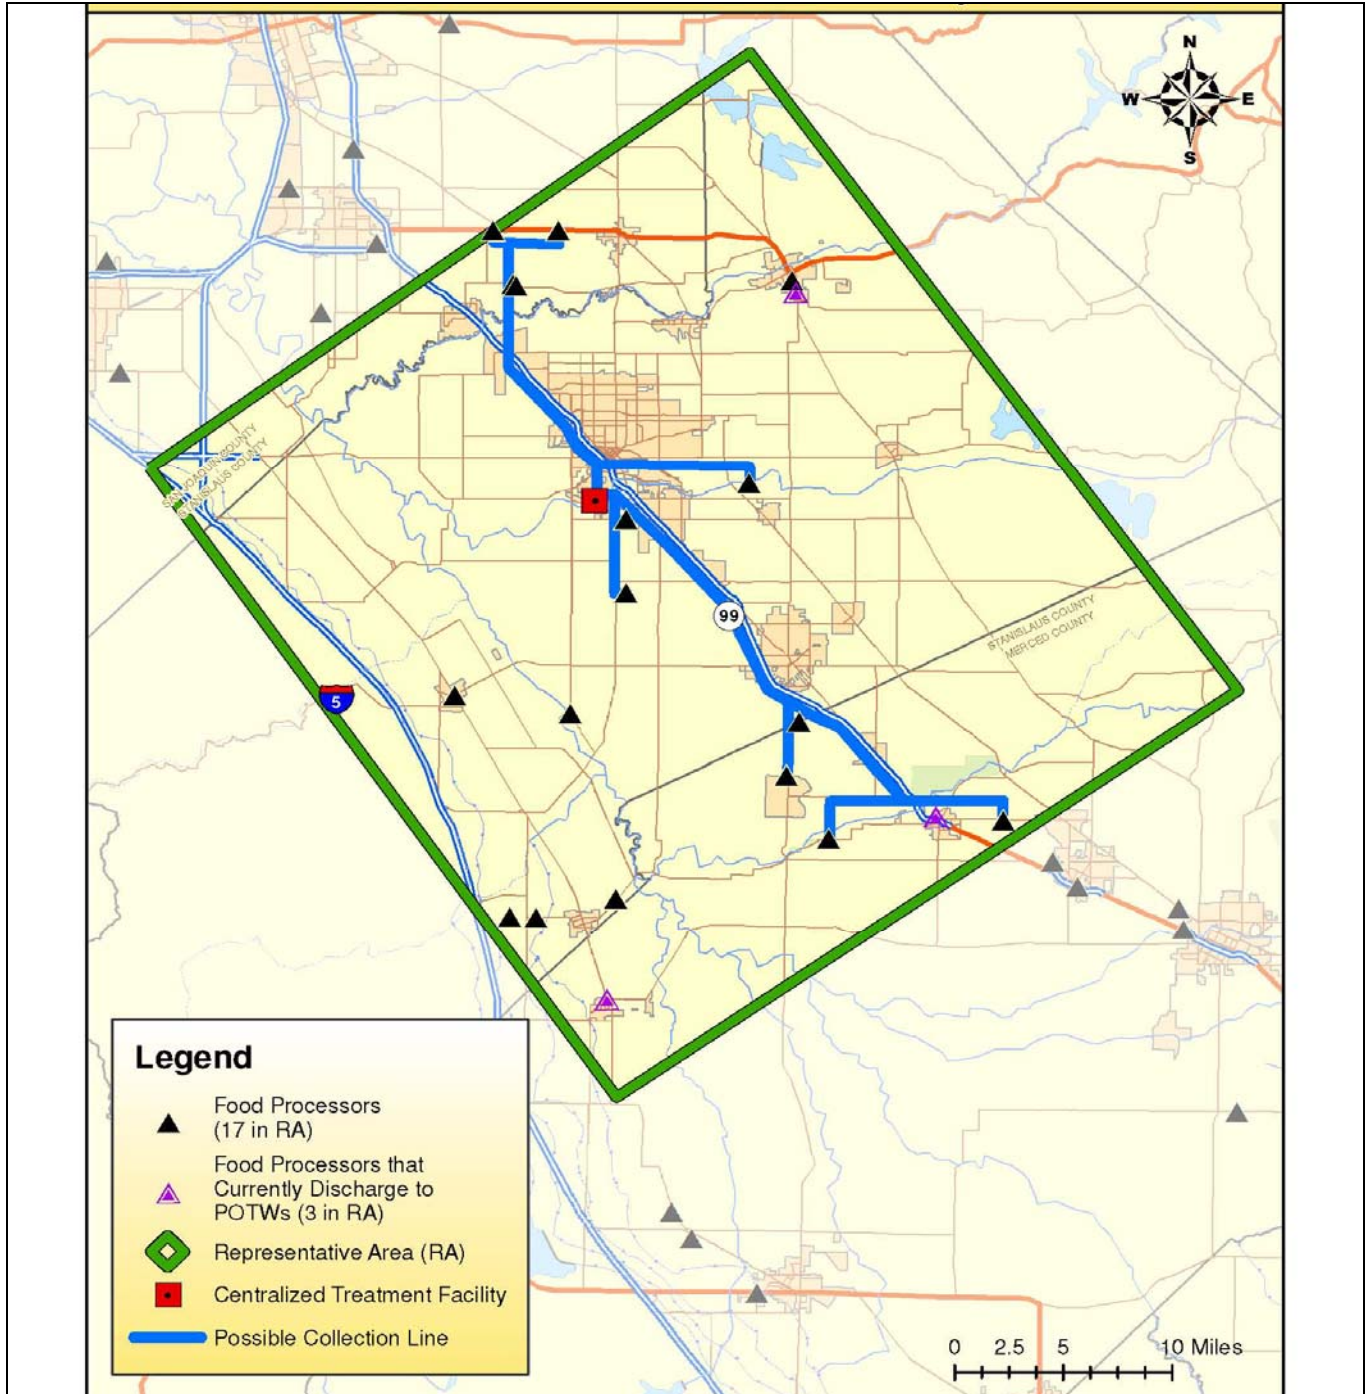 N
W
E
S
SAN JOAQUIN COUNTY
STANISLAUS COUNTY
99
STANISLAUS COUNTY
MERCED COUNTY
5
Legend
Food Processors
(17 in RA)
Food Processors that
Currently Discharge to
POTWs (3 in RA)
Representative Area (RA)
Centralized Treatment Facility
Possible Collection Line
0 2.5 5 10 Miles